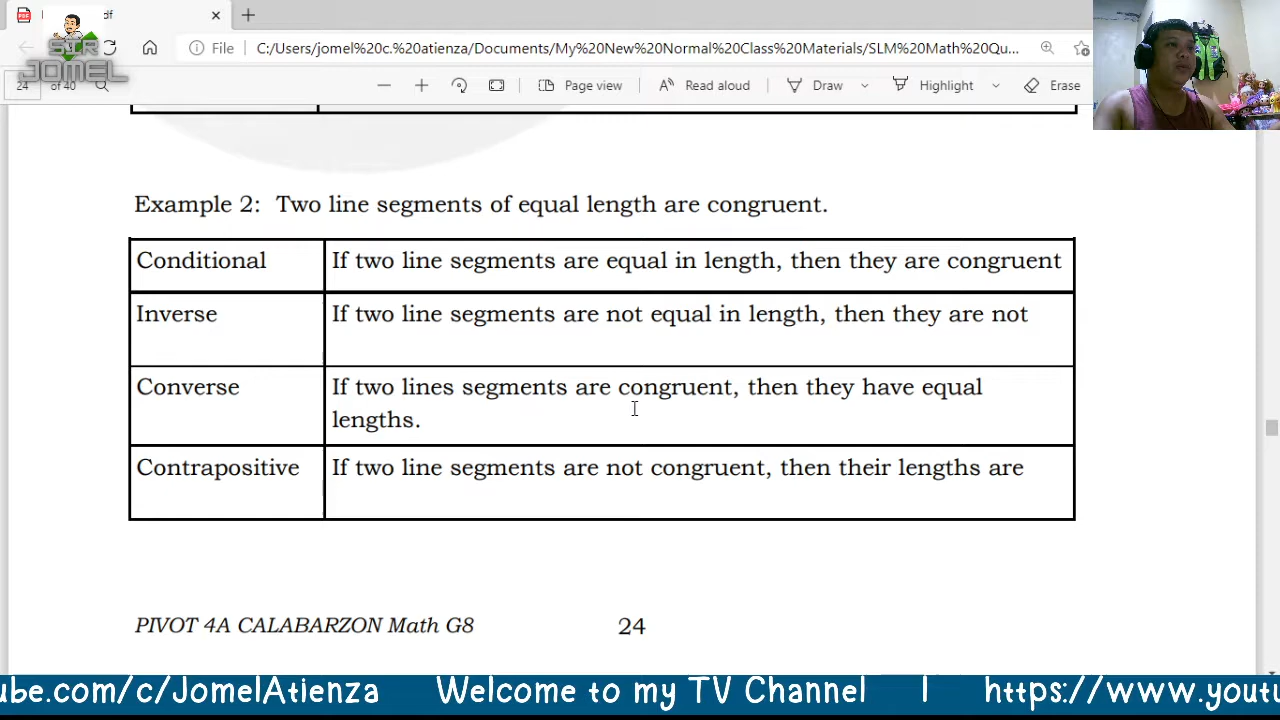 df
SIR
JOMEL
File
C:/Users/jomel%20c.%20atienza/Documents/My%20New%20Normal%20Class%20Materials/SLM%20Math%20Qu...
24 of 40
Page view
Read aloud
Draw
Highlight
Erase
Example 2: Two line segments of equal length are congruent.
Conditional If two line segments are equal in length, then they are congruent
Inverse If two line segments are not equal in length, then they are not
Converse If two lines segments are congruent, then they have equal
lengths.
Contrapositive If two line segments are not congruent, then their lengths are
PIVOT 4A CALABARZON Math G8 24
ube.com/c/JomelAtienza Welcome to my TV Channel | https://www.youtu